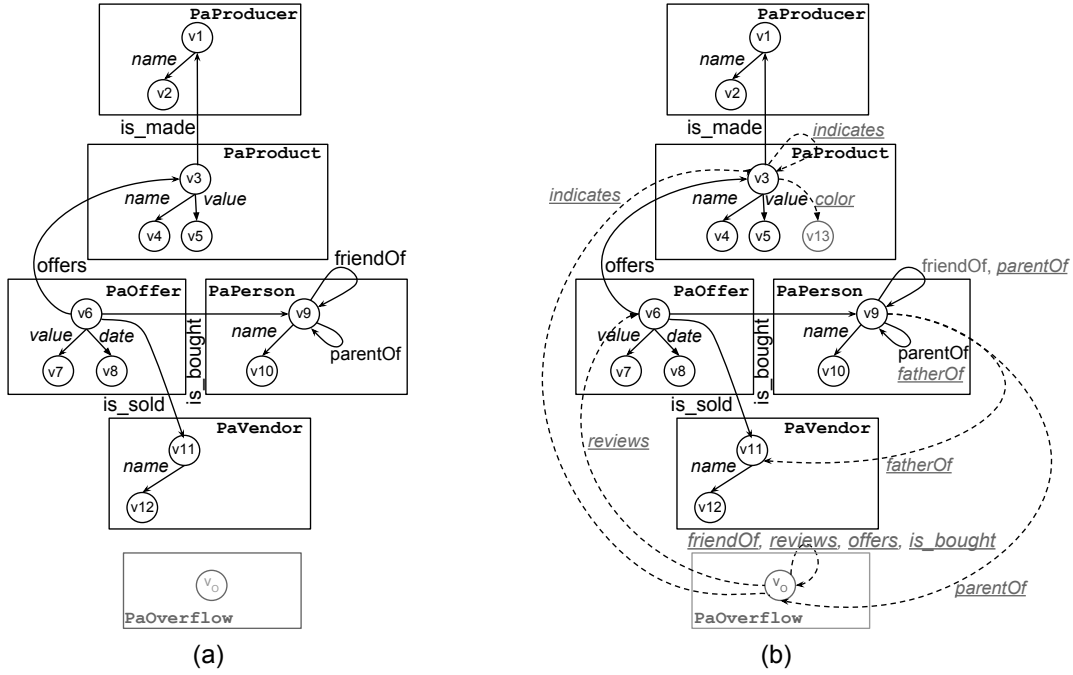 PaProducer
v1
name
v2
is_made
PaProduct
v3
name
value
v4
v5
offers
friendOf
PaOffer
PaPerson
v6
v9
value
date
name
is_bought
parentOf
v7
v8
v10
is_sold
PaVendor
v11
name
v12
vo
PaOverflow
(a)
PaProducer
v1
name
v2
is_made
indicates
PaProduct
v3
indicates
name
value
color
v4
v5
v13
offers
friendOf, parentOf
PaOffer
PaPerson
v6
v9
value
date
name
is_bought
parentOf
v7
v8
v10
fatherOf
is_sold
PaVendor
v11
reviews
name
fatherOf
v12
friendOf, reviews, offers, is_bought
vo
parentOf
PaOverflow
(b)